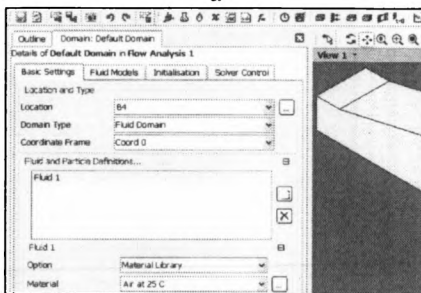 Outline
Domain: Default Domain
Details of Default Domain in Flow Analysis 1
Basic Settings
Fluid Models
Initialisation
Solver Control
Location and Type
Location
B4
Domain Type
Fluid Domain
Coordinate Frame
Coord 0
Fluid and Particle Definitions...
Fluid 1
Fluid 1
Option
Material Library
Material
Air at 25 C
View 1